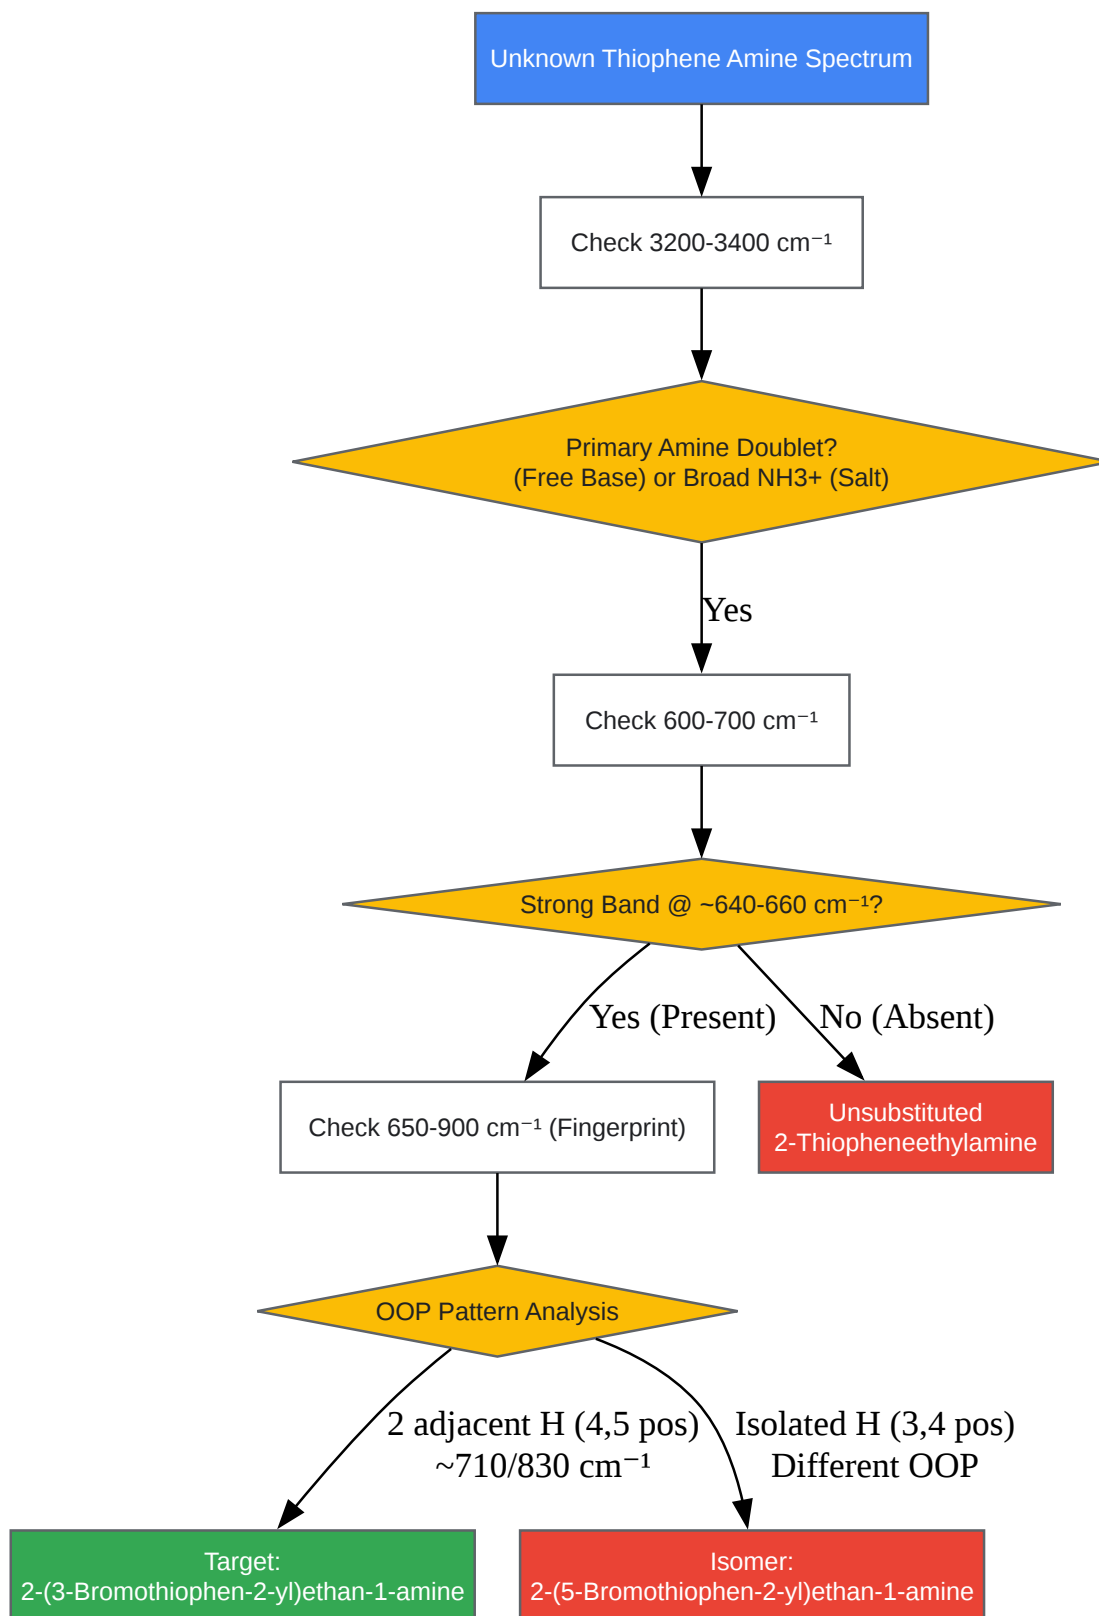 Unknown Thiophene Amine Spectrum
Check 3200-3400 cm⁻¹
Primary Amine Doublet?
(Free Base) or Broad NH3+ (Salt)
Yes
Check 600-700 cm⁻¹
Strong Band @ ~640-660 cm⁻¹?
Yes (Present)
No (Absent)
Check 650-900 cm⁻¹ (Fingerprint)
Unsubstituted
2-Thiopheneethylamine
OOP Pattern Analysis
2 adjacent H (4,5 pos)
~710/830 cm⁻¹
Isolated H (3,4 pos)
Different OOP
Target:
2-(3-Bromothiophen-2-yl)ethan-1-amine
Isomer:
2-(5-Bromothiophen-2-yl)ethan-1-amine